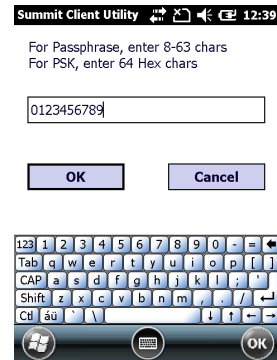 Summit Client Utility 12:39
For Passphrase, enter 8-63 chars
For PSK, enter 64 Hex chars
0123456789
OK Cancel
123 1 2 3 4 5 6 7 8 9 0 - =
Tab q w e r t y u i o p [ ]
CAP a s d f g h j k l ; '
Shift z x c v b n m , . /
Ctl áü ` \
OK